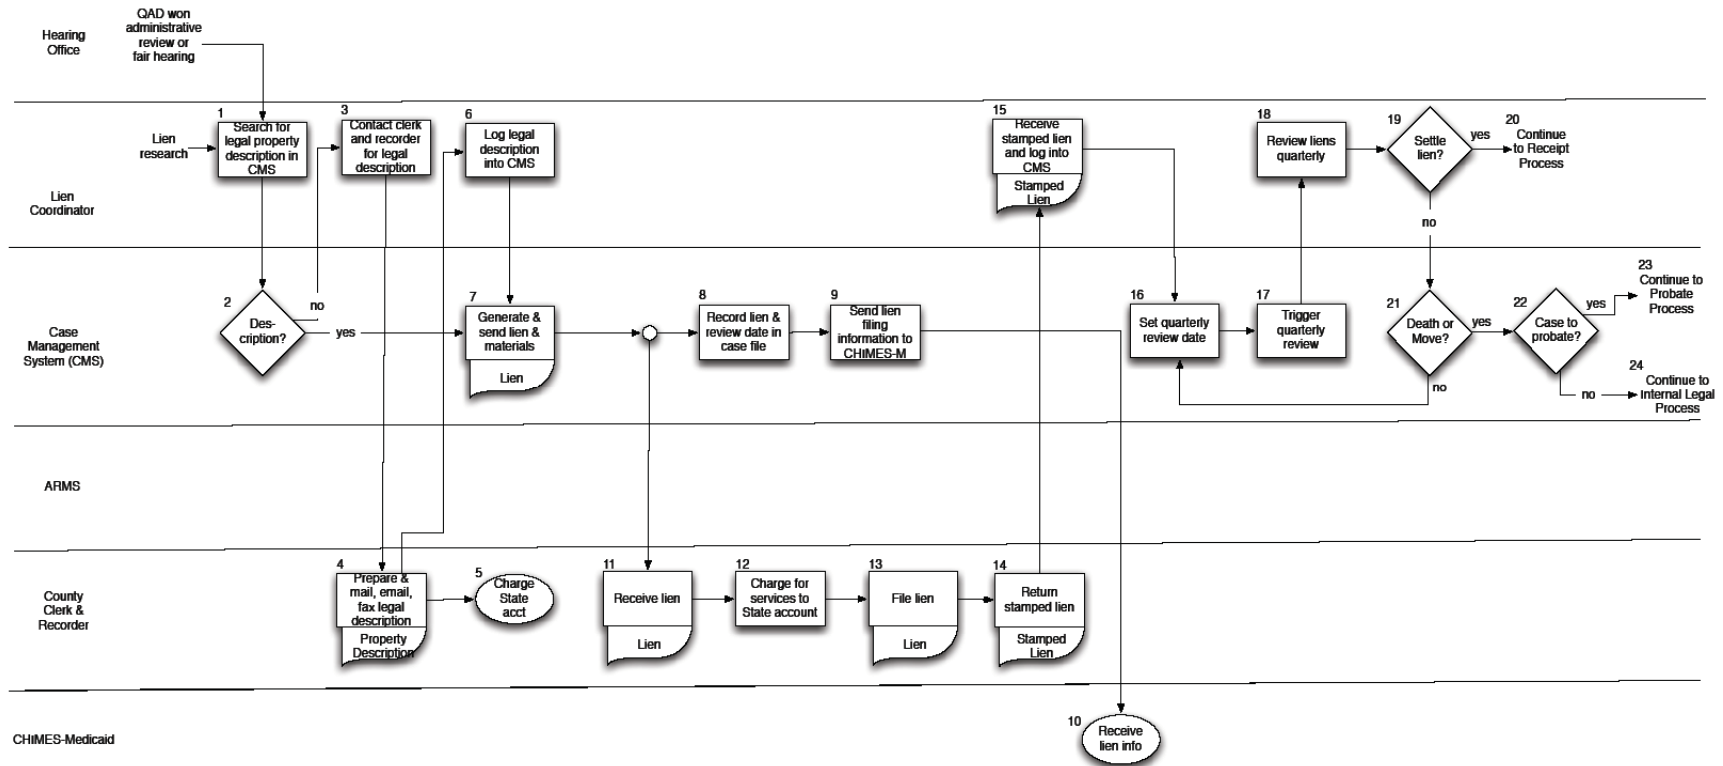 Hearing
Office
QAD won
administrative
review or
fair hearing
Lien
Coordinator
Lien
research
1
Search for
legal property
description in
CMS
3
Contact clerk
and recorder
for legal
description
6
Log legal
description
into CMS
15
Receive
stamped lien
and log into
CMS
Stamped
Lien
18
Review liens
quarterly
19
Settle
lien?
yes
20
Continue
to Receipt
Process
no
Case
Management
System (CMS)
2
Des-
cription?
no
yes
7
Generate &
send lien &
materials
Lien
8
Record lien &
review date in
case file
9
Send lien
filing
information to
CHIMES-M
16
Set quarterly
review date
17
Trigger
quarterly
review
21
Death or
Move?
yes
no
22
Case to
probate?
yes
23
Continue to
Probate
Process
no
24
Continue to
Internal Legal
Process
ARMS
County
Clerk &
Recorder
4
Prepare &
mail, email,
fax legal
description
Property
Description
5
Charge
State
acct
11
Receive lien
Lien
12
Charge for
services to
State account
13
File lien
Lien
14
Return
stamped lien
Stamped
Lien
CHIMES-Medicaid
10
Receive
lien info